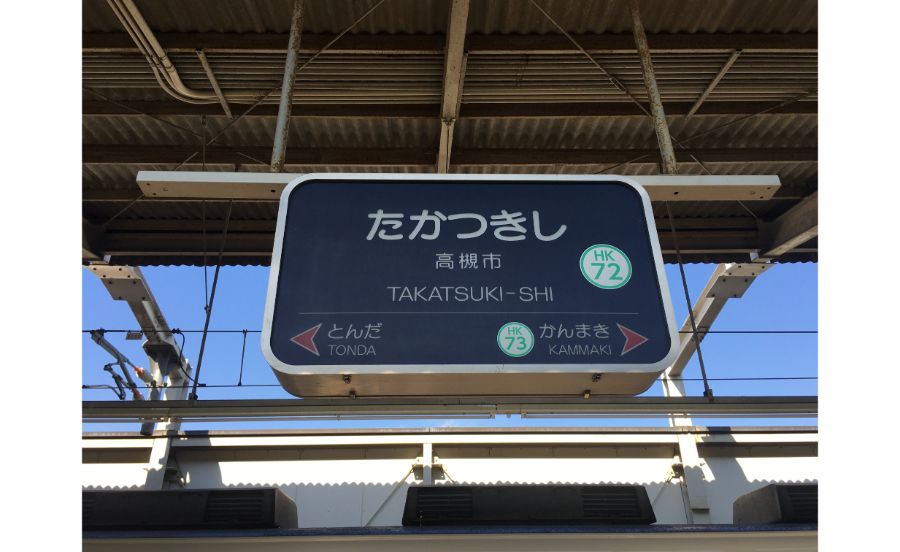 たかつきし
高槻市
HK
72
TAKATSUKI-SHI
とんだ
TONDA
HK
73
かんまき
KAMMAKI